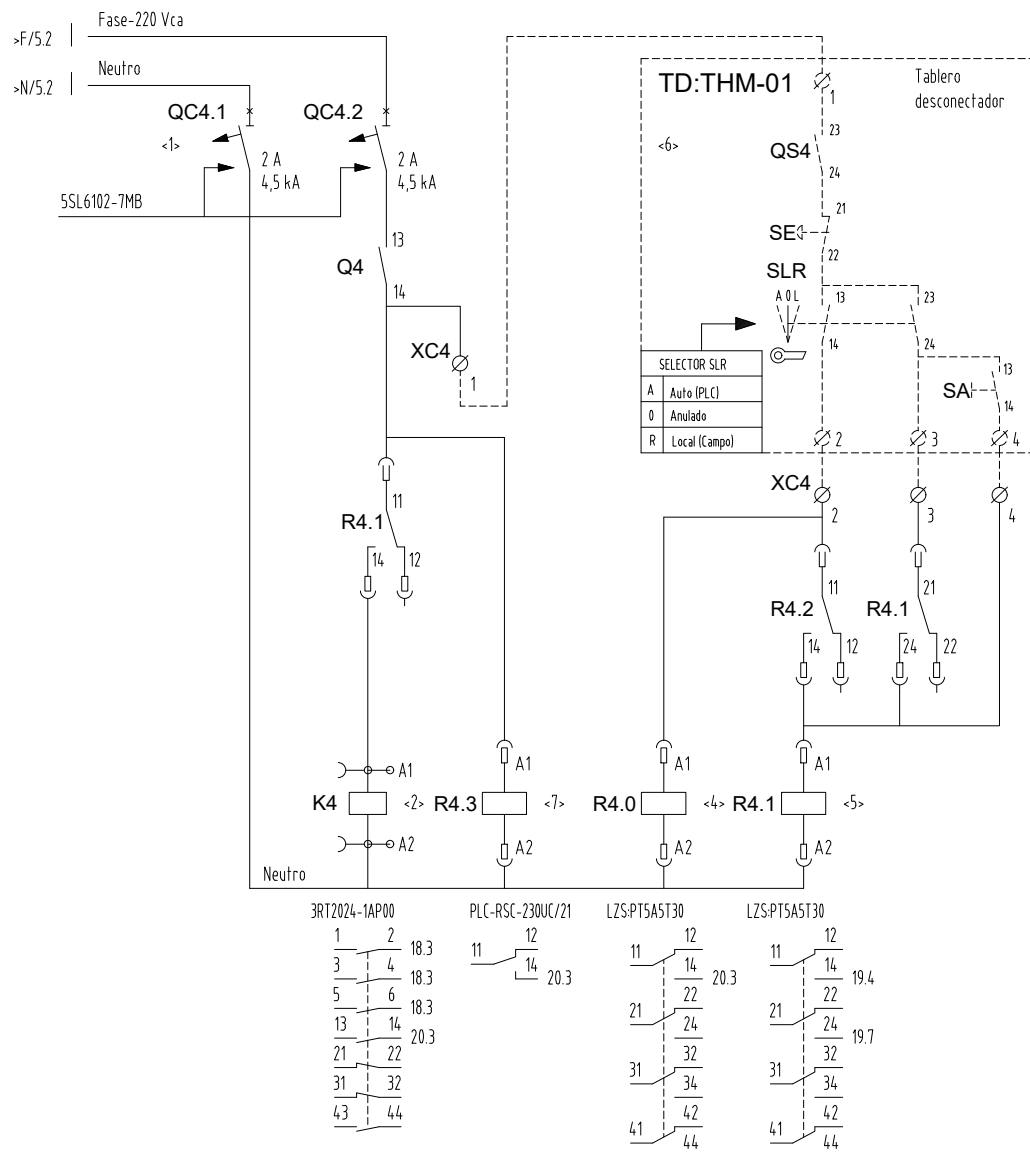 Fase-220 Vca
>F/5.2
Neutro
>N/5.2
QC4.1
QC4.2
<1>
2 A
4,5 kA
2 A
4,5 kA
5SL6102-7MB
13
Q4
14
XC4
1
TD:THM-01
Tablero
desconectador
1
<6>
23
QS4
24
21
SE
22
SLR
A 0 L
13
23
14
24
SELECTOR SLR
A Auto (PLC)
0 Anulado
R Local (Campo)
13
SA
14
2
3
4
XC4
2
3
4
11
R4.1
14
12
11
R4.2
14
12
21
R4.1
24
22
A1
K4
<2>
A2
A1
R4.3
<7>
A2
A1
R4.0
<4>
A2
A1
R4.1
<5>
A2
Neutro
3RT2024-1AP00
1 2 18.3
3 4 18.3
5 6 18.3
13 14 20.3
21 22
31 32
43 44
PLC-RSC-230UC/21
11 12
14 20.3
LZS:PT5A5T30
11 12
14 20.3
21 22
24
31 32
34
41 42
44
LZS:PT5A5T30
11 12
14 19.4
21 22
24 19.7
31 32
34
41 42
44